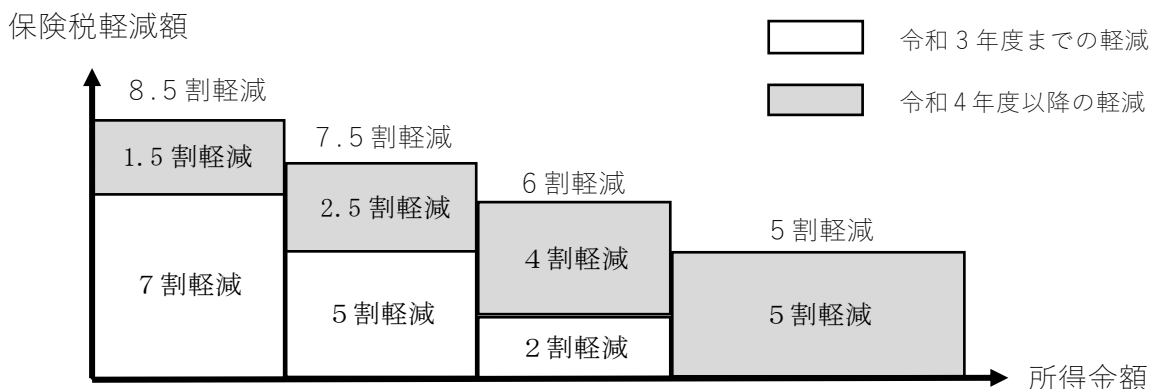 保険税軽減額
令和３年度までの軽減
令和４年度以降の軽減
８.５割軽減
７.５割軽減
６割軽減
５割軽減
1.5 割軽減
2.5 割軽減
４割軽減
５割軽減
７割軽減
５割軽減
２割軽減
所得金額